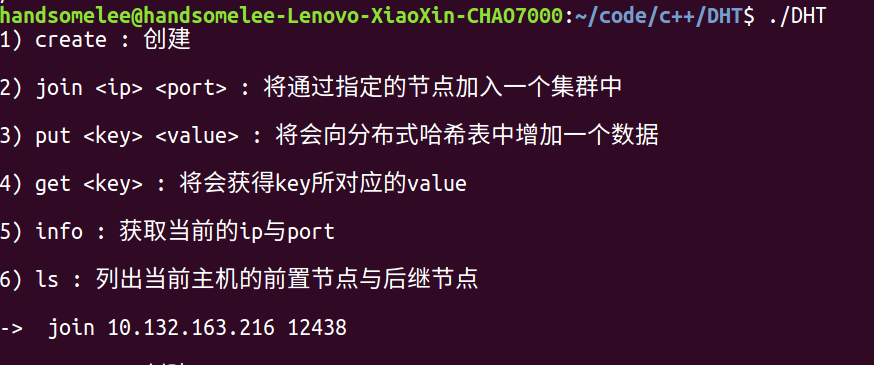 handsomelee@handsomelee-Lenovo-XiaoXin-CHAO7000:~/code/c++/DHT$ ./DHT
1) create : 创建
2) join <ip> <port> : 将通过指定的节点加入一个集群中
3) put <key> <value> : 将会向分布式哈希表中增加一个数据
4) get <key> : 将会获得key所对应的value
5) info : 获取当前的ip与port
6) ls : 列出当前主机的前置节点与后继节点
->  join 10.132.163.216 12438